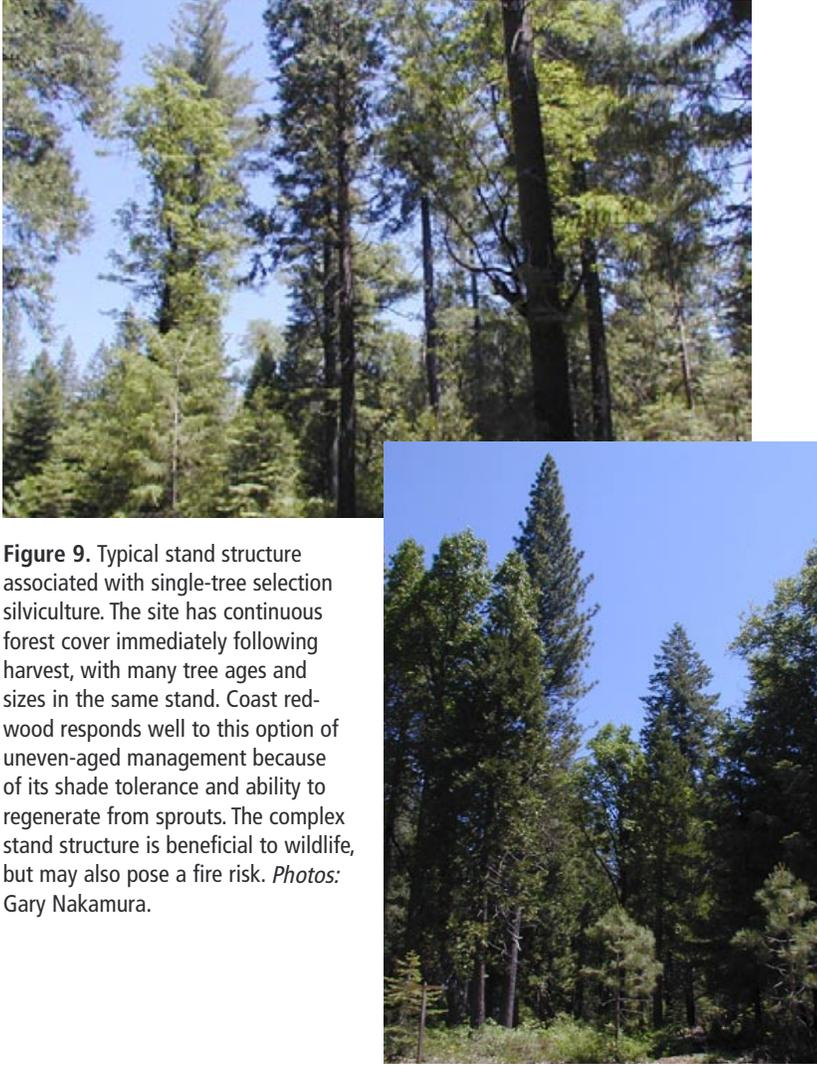 Figure 9. Typical stand structure
associated with single-tree selection
silviculture. The site has continuous
forest cover immediately following
harvest, with many tree ages and
sizes in the same stand. Coast red-
wood responds well to this option of
uneven-aged management because
of its shade tolerance and ability to
regenerate from sprouts. The complex
stand structure is beneficial to wildlife,
but may also pose a fire risk. Photos:
Gary Nakamura.